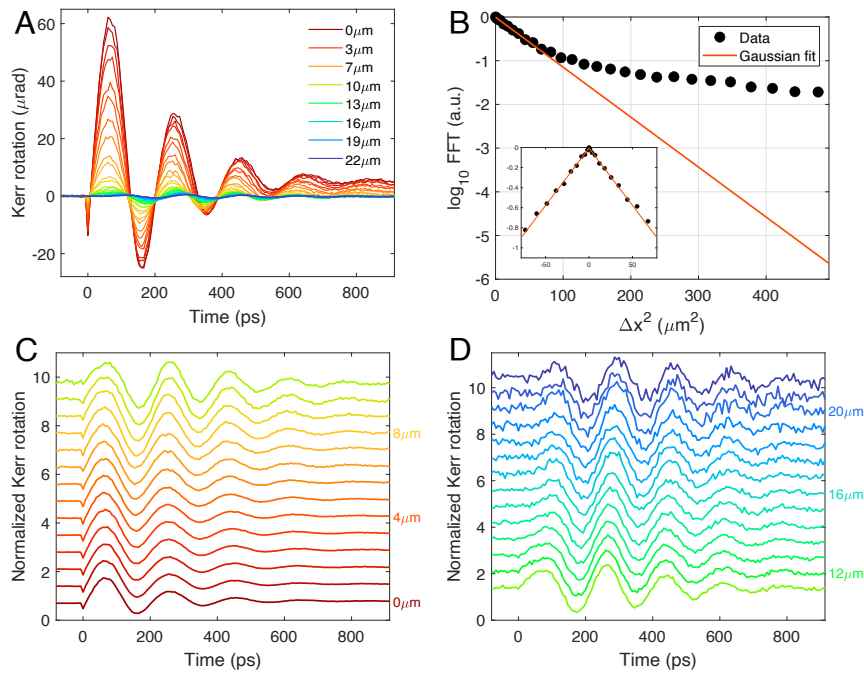 A
60
40
20
0
-20
Kerr rotation (μrad)
0μm
3μm
7μm
10μm
13μm
16μm
19μm
22μm
0 200 400 600 800
Time (ps)
B
0
-1
-2
-3
-4
-5
-6
log10 FFT (a.u.)
Data
Gaussian fit
0
-0.2
-0.4
-0.6
-0.8
-1
-50 0 50
0 100 200 300 400
Δx² (μm²)
C
10
8
6
4
2
0
Normalized Kerr rotation
8μm
4μm
0μm
0 200 400 600 800
Time (ps)
D
10
8
6
4
2
0
Normalized Kerr rotation
20μm
16μm
12μm
0 200 400 600 800
Time (ps)